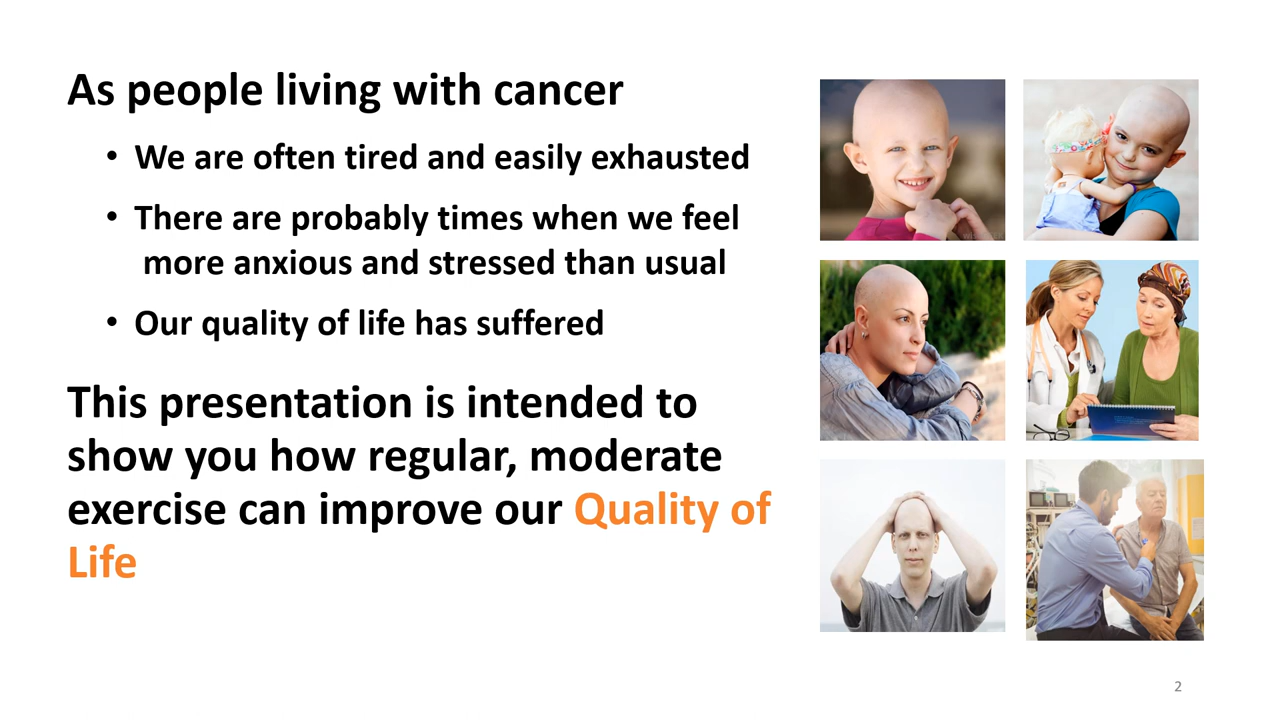 As people living with cancer
• We are often tired and easily exhausted
• There are probably times when we feel
more anxious and stressed than usual
• Our quality of life has suffered
This presentation is intended to
show you how regular, moderate
exercise can improve our Quality of
Life
2